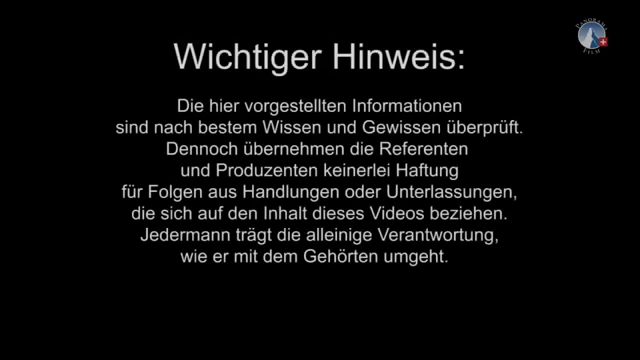 PANORAMA
FILM
Wichtiger Hinweis:
Die hier vorgestellten Informationen
sind nach bestem Wissen und Gewissen überprüft.
Dennoch übernehmen die Referenten
und Produzenten keinerlei Haftung
für Folgen aus Handlungen oder Unterlassungen,
die sich auf den Inhalt dieses Videos beziehen.
Jedermann trägt die alleinige Verantwortung,
wie er mit dem Gehörten umgeht.